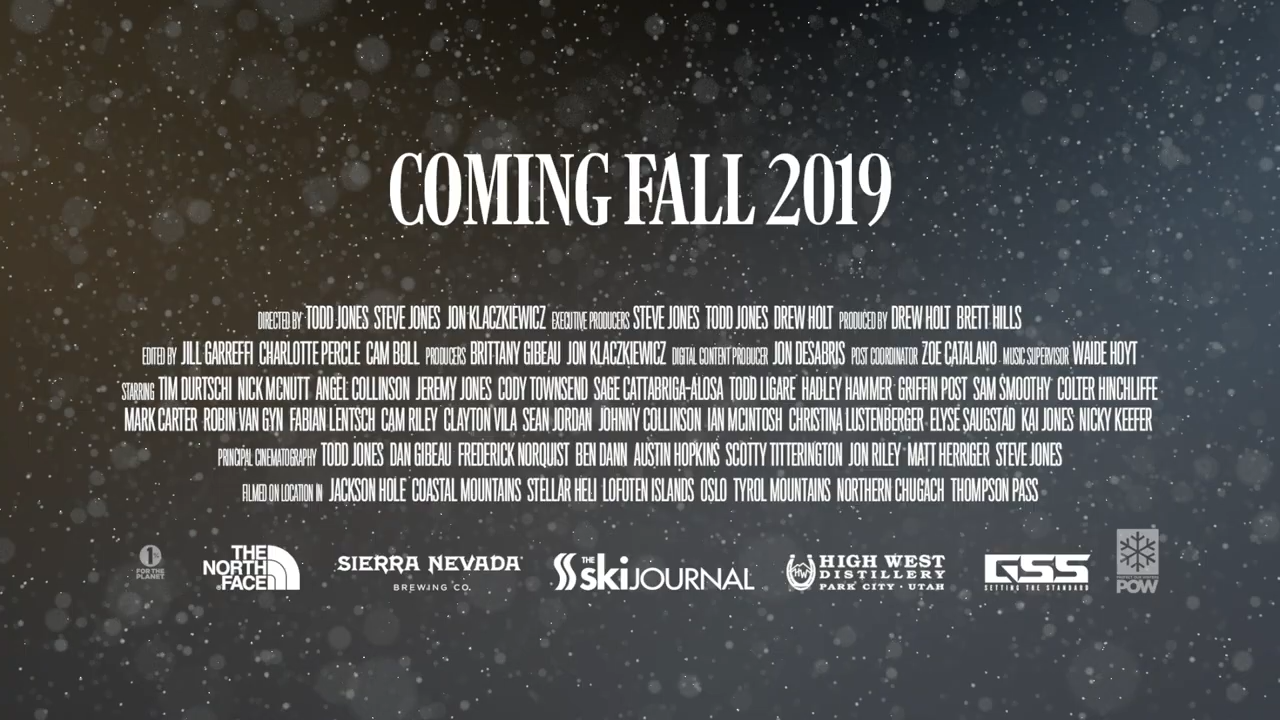 COMING FALL 2019
DIRECTED BY TODD JONES STEVE JONES JON KLACZKIEWICZ EXECUTIVE PRODUCERS STEVE JONES TODD JONES DREW HOLT PRODUCED BY DREW HOLT BRETT HILLS
EDITED BY JILL GARREFFI CHARLOTTE PERCLE CAM BOLL PRODUCERS BRITTANY GIBEAU JON KLACZKIEWICZ DIGITAL CONTENT PRODUCER JON DESABRIS POST COORDINATOR ZOE CATALANO MUSIC SUPERVISOR WAIDE HOYT
STARRING TIM DURTSCHI NICK MCNUTT ANGEL COLLINSON JEREMY JONES CODY TOWNSEND SAGE CATTABRIGA-ALOSA TODD LIGARE HADLEY HAMMER GRIFFIN POST SAM SMOOTHY COLTER HINCHLIFFE
MARK CARTER ROBIN VAN GYN FABIAN LENTSCH CAM RILEY CLAYTON VILA SEAN JORDAN JOHNNY COLLINSON IAN MCINTOSH CHRISTINA LUSTENBERGER ELYSE SAUGSTAD KAI JONES NICKY KEEFER
PRINCIPAL CINEMATOGRAPHY TODD JONES DAN GIBEAU FREDERICK NORQUIST BEN DANN AUSTIN HOPKINS SCOTTY TITTERINGTON JON RILEY MATT HERRIGER STEVE JONES
FILMED ON LOCATION IN JACKSON HOLE COASTAL MOUNTAINS STELLAR HELI LOFOTEN ISLANDS OSLO TYROL MOUNTAINS NORTHERN CHUGACH THOMPSON PASS
1%
FOR THE
PLANET
THE
NORTH
FACE
SIERRA NEVADA
BREWING CO.
THE
skiJOURNAL
HW
HIGH WEST
DISTILLERY
PARK CITY · UTAH
GSS
SETTING THE STANDARD
PROTECT OUR WINTERS
POW